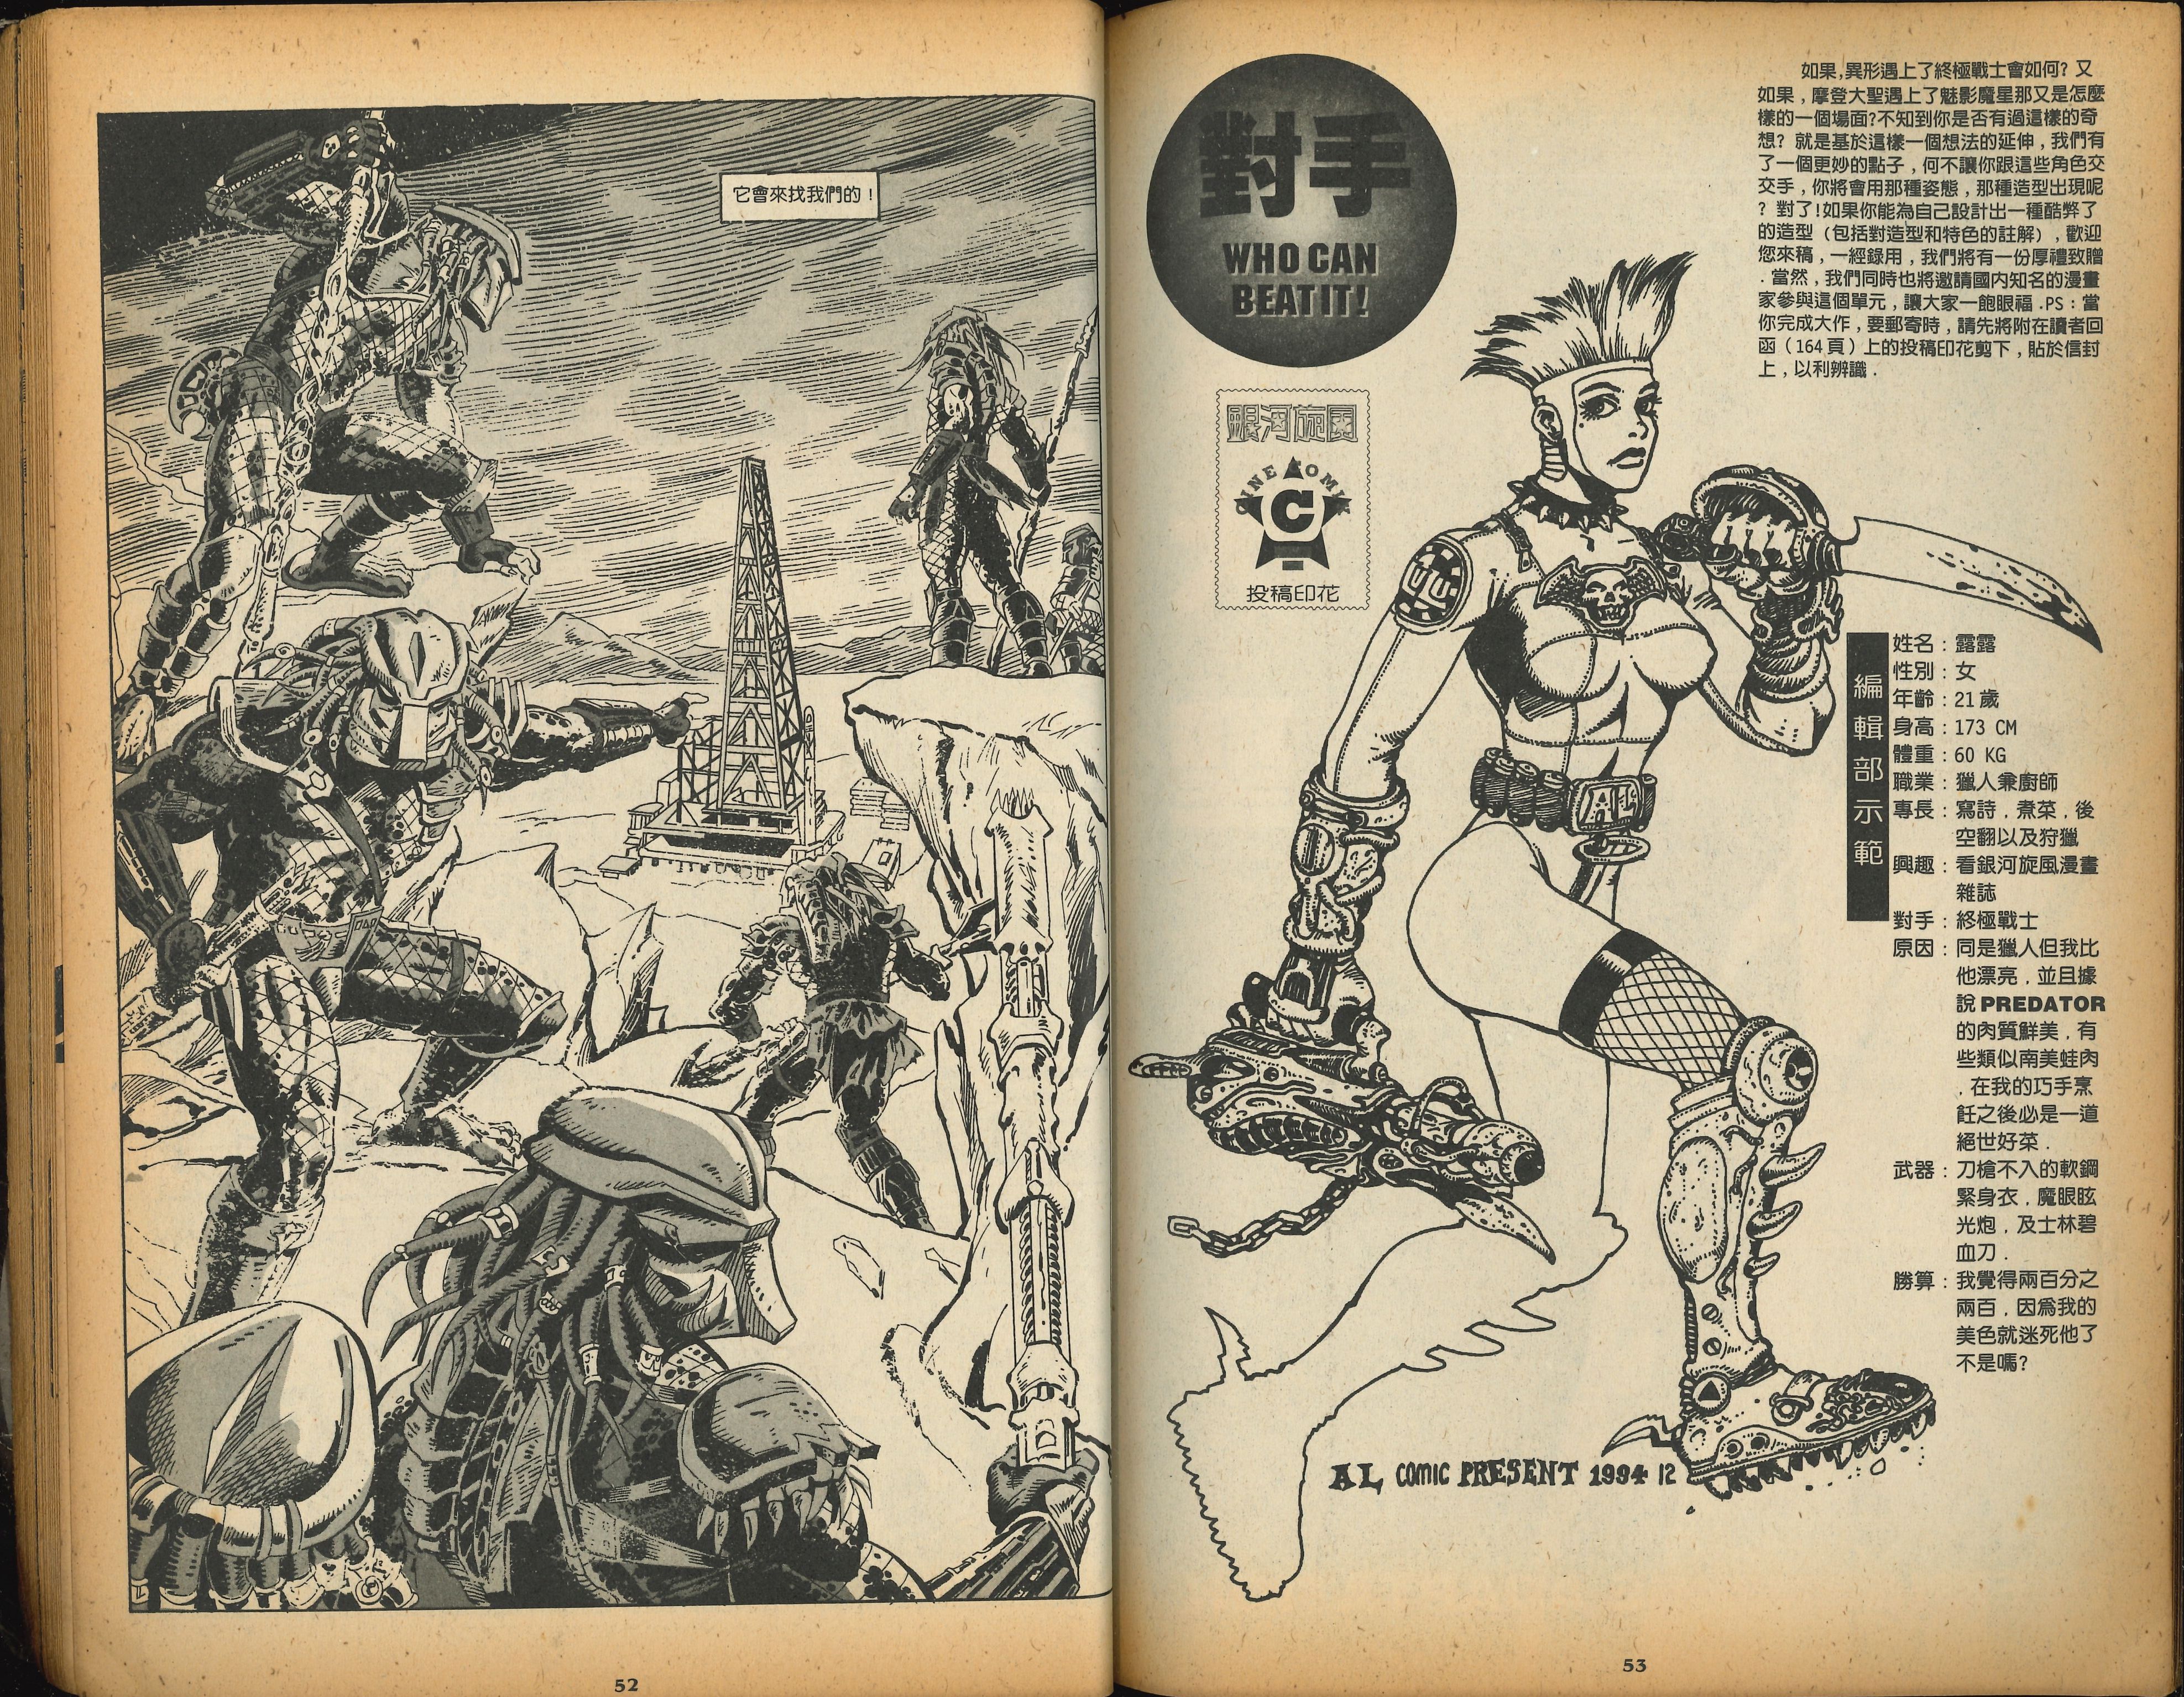 它會來找我們的！
52
對手
WHO CAN
BEAT IT!
銀河旋風
CINE COMIX
C
投稿印花
如果,異形遇上了終極戰士會如何? 又
如果，摩登大聖遇上了魅影魔星那又是怎麼
樣的一個場面?不知到你是否有過這樣的奇
想? 就是基於這樣一個想法的延伸，我們有
了一個更妙的點子，何不讓你跟這些角色交
交手，你將會用那種姿態，那種造型出現呢
? 對了!如果你能為自己設計出一種酷弊了
的造型（包括對造型和特色的註解），歡迎
您來稿，一經錄用，我們將有一份厚禮致贈
．當然，我們同時也將邀請國內知名的漫畫
家參與這個單元，讓大家一飽眼福．PS：當
你完成大作，要郵寄時，請先將附在讀者回
函（164頁）上的投稿印花剪下，貼於信封
上，以利辨識．
編輯部示範
姓名：露露
性別：女
年齡：21歲
身高：173 CM
體重：60 KG
職業：獵人兼廚師
專長：寫詩．煮菜．後
空翻以及狩獵
興趣：看銀河旋風漫畫
雜誌
對手：終極戰士
原因：同是獵人但我比
他漂亮．並且據
說PREDATOR
的肉質鮮美．有
些類似南美蛙肉
．在我的巧手烹
飪之後必是一道
絕世好菜．
武器：刀槍不入的軟鋼
緊身衣．魔眼眩
光炮．及士林碧
血刀．
勝算：我覺得兩百分之
兩百．因為我的
美色就迷死他了
不是嗎?
AL
AL COMIC PRESENT 1994 12
53